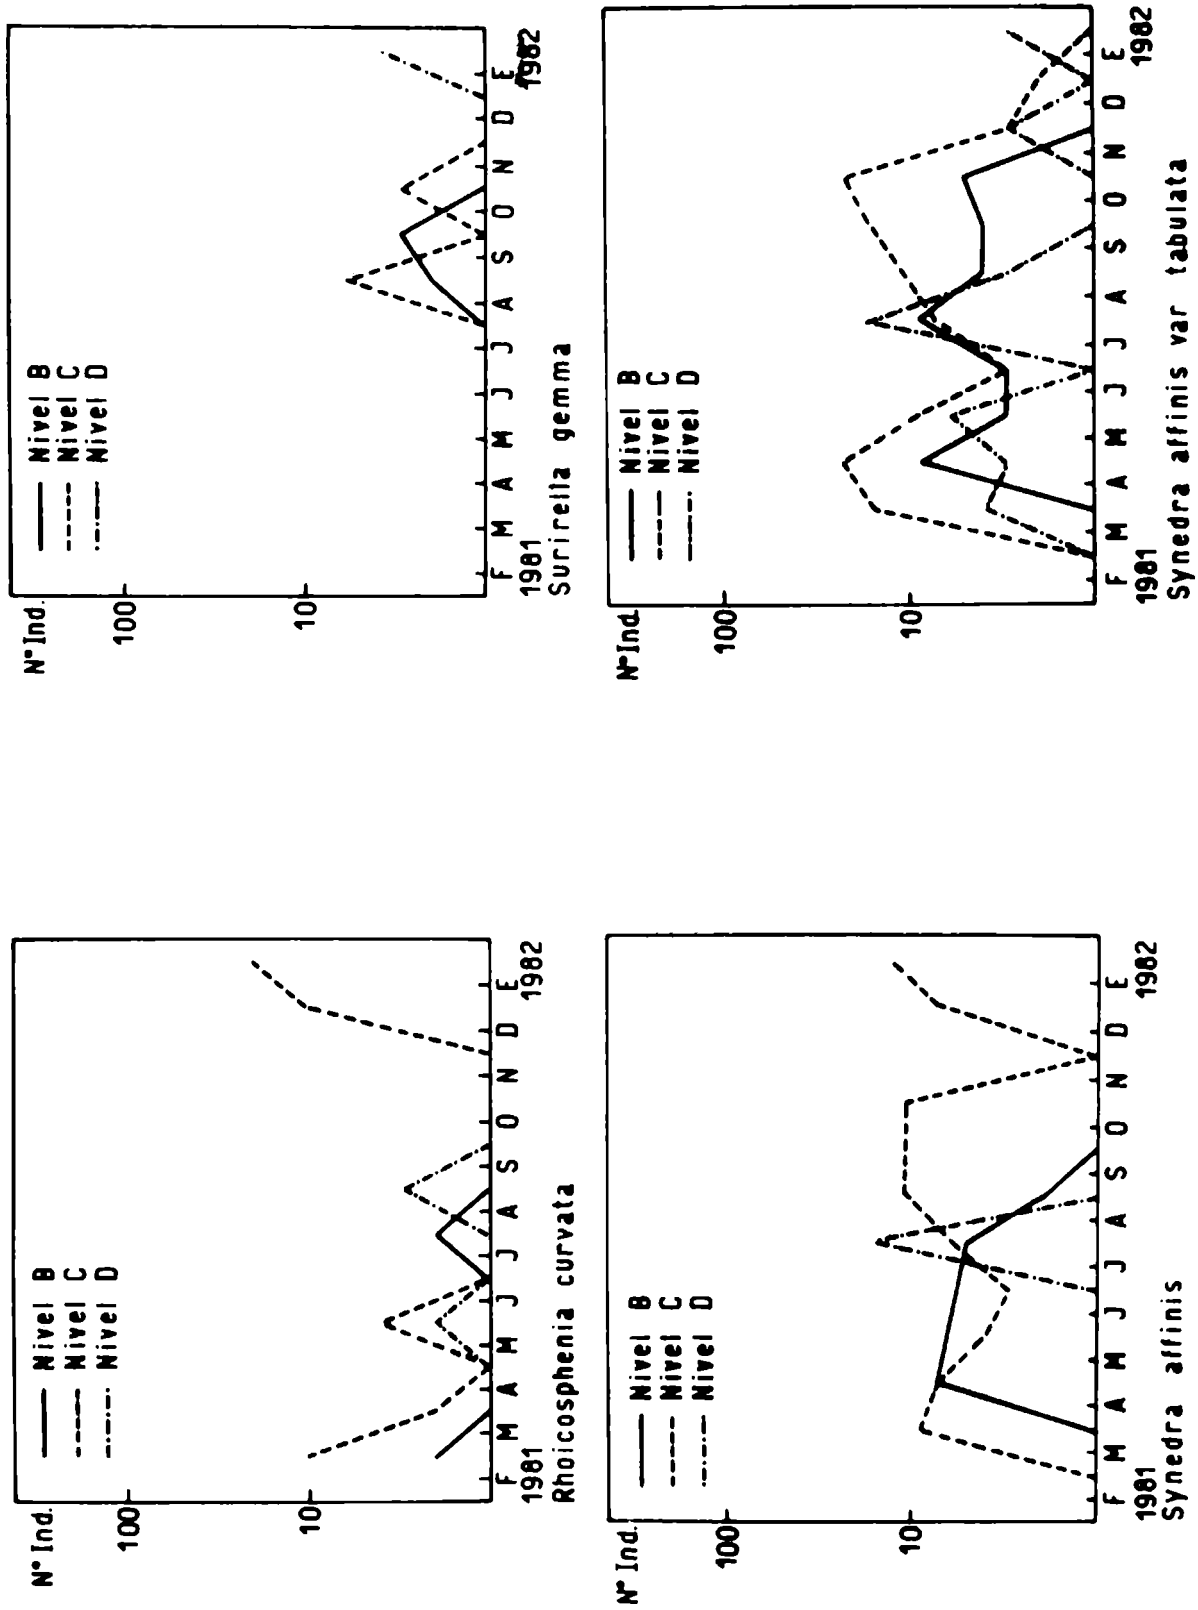 N° Ind.
100
10
Nivel B
Nivel C
Nivel D
F M A M J J A S O N D E
1981 1982
Rhoicosphenia curvata
N° Ind.
100
10
Nivel B
Nivel C
Nivel D
F M A M J J A S O N D E
1981 1982
Surirella gemma
N° Ind.
100
10
Nivel B
Nivel C
Nivel D
F M A M J J A S O N D E
1981 1982
Synedra affinis
N° Ind.
100
10
Nivel B
Nivel C
Nivel D
F M A M J J A S O N D E
1981 1982
Synedra affinis var tabulata